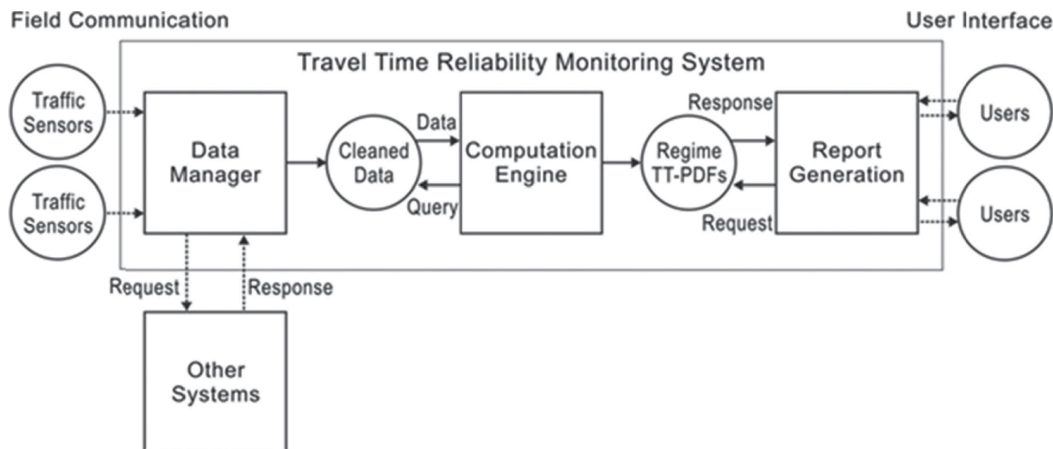 Field Communication
User Interface
Travel Time Reliability Monitoring System
Traffic
Sensors
Traffic
Sensors
Data
Manager
Cleaned
Data
Data
Query
Computation
Engine
Regime
TT-PDFs
Response
Request
Report
Generation
Users
Users
Request
Response
Other
Systems